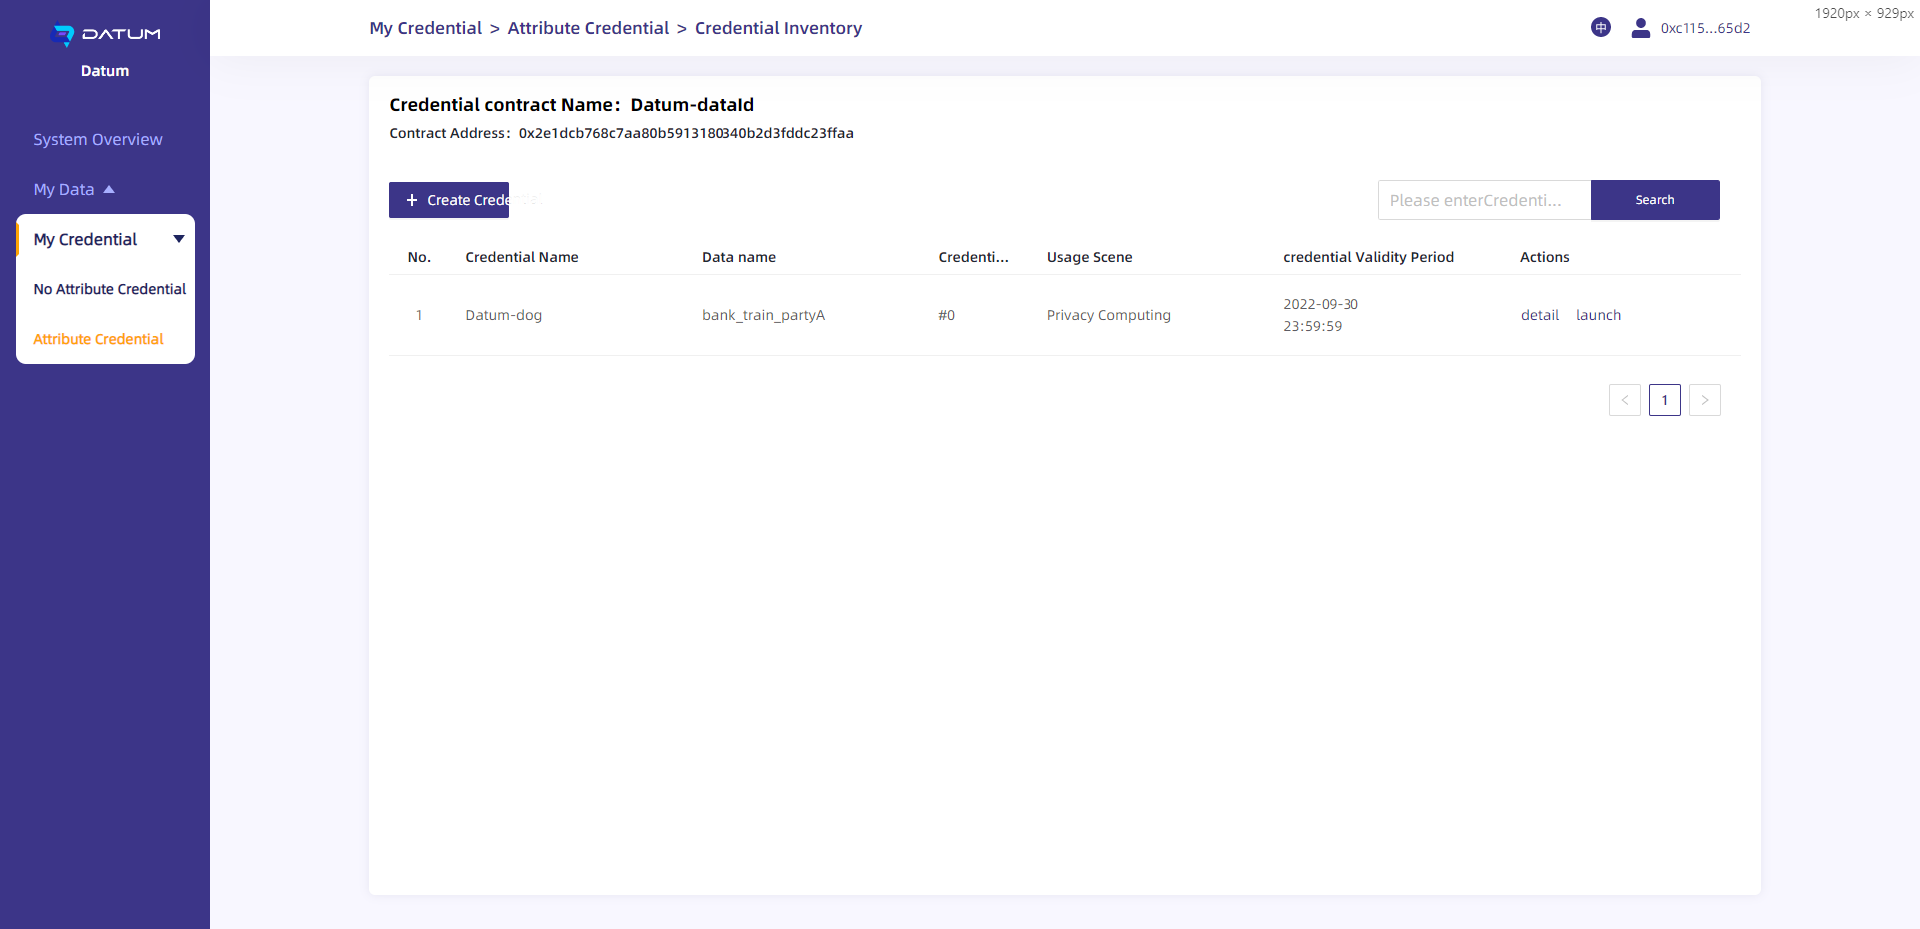 DATUM
Datum
System Overview
My Data
My Credential
No Attribute Credential
Attribute Credential
My Credential > Attribute Credential > Credential Inventory
中
0xc115...65d2
1920px × 929px
Credential contract Name：Datum-dataId
Contract Address：0x2e1dcb768c7aa80b5913180340b2d3fddc23ffaa
+ Create Credential
Please enterCredenti...
Search
No. Credential Name Data name Credenti... Usage Scene credential Validity Period Actions
1 Datum-dog bank_train_partyA #0 Privacy Computing 2022-09-30 detail launch
23:59:59
< 1 >